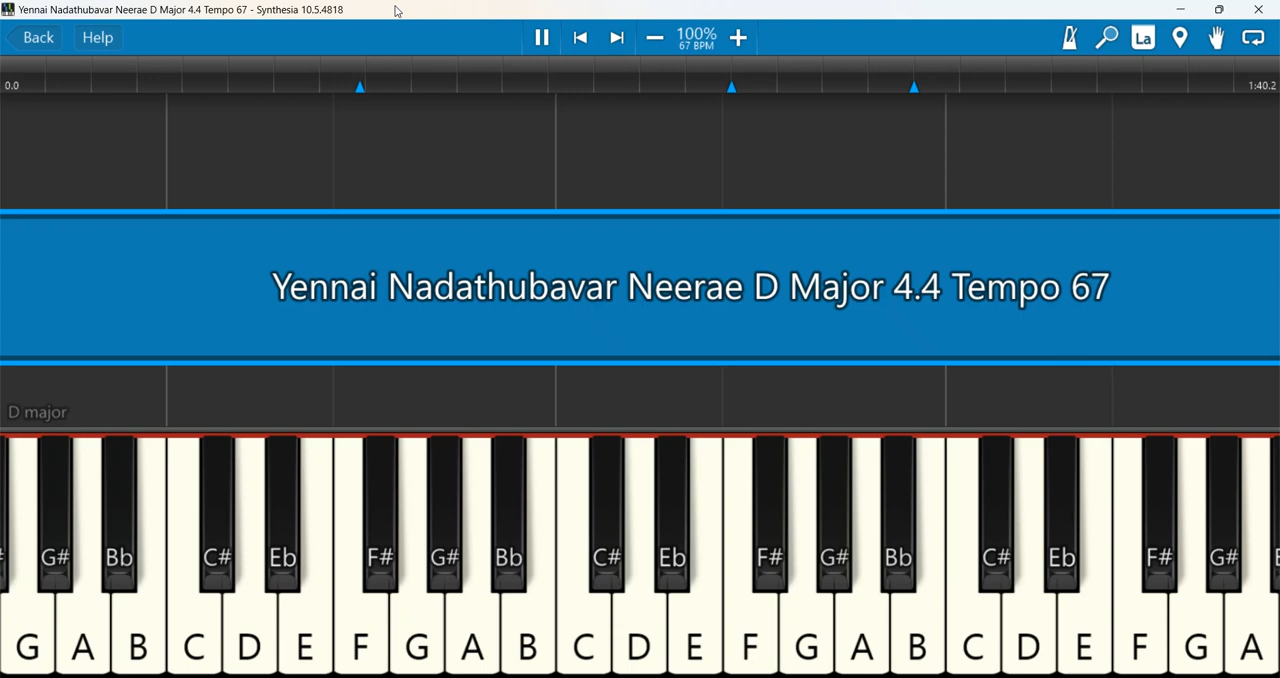 Yennai Nadathubavar Neerae D Major 4.4 Tempo 67 - Synthesia 10.5.4818
Back Help 100% La
67 BPM
0.0 1:40.2
Yennai Nadathubavar Neerae D Major 4.4 Tempo 67
D major
G# Bb C# Eb F# G# Bb C# Eb F# G# Bb C# Eb F# G#
G A B C D E F G A B C D E F G A B C D E F G A